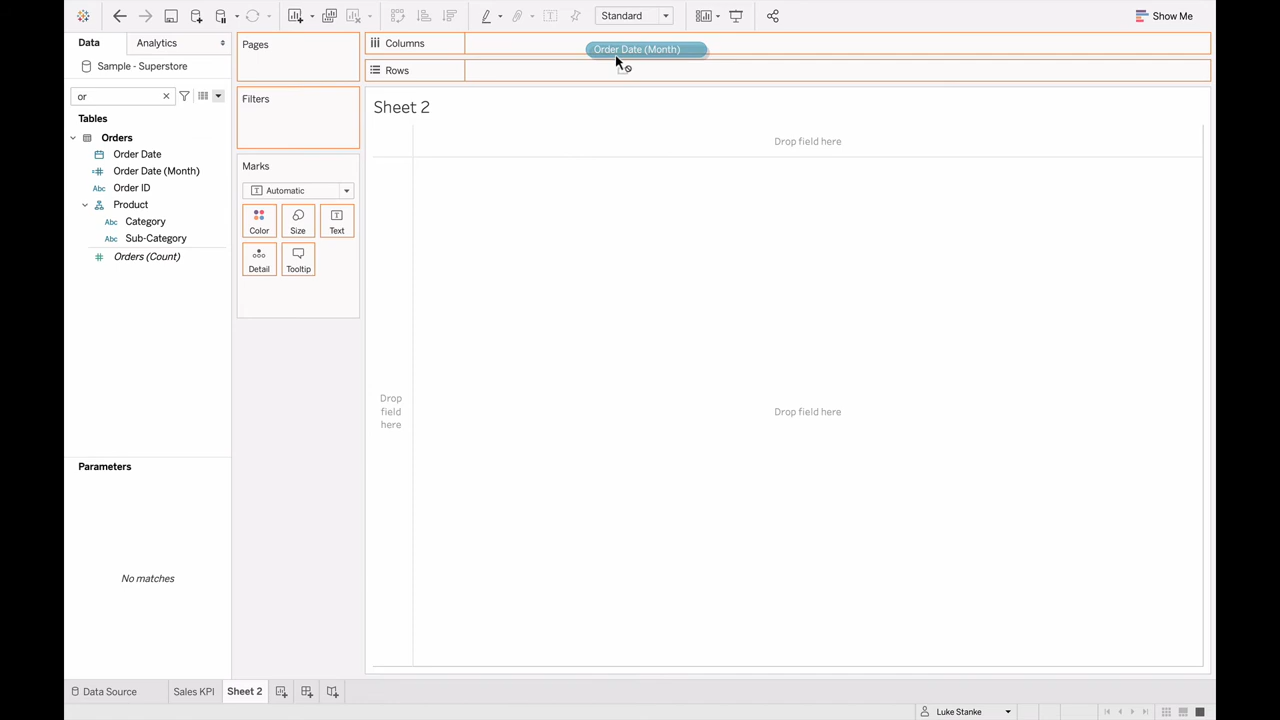 Standard
Show Me
Data
Analytics
Pages
Columns
Order Date (Month)
Rows
Sample - Superstore
or
Filters
Sheet 2
Tables
Orders
Drop field here
Order Date
Order Date (Month)
Order ID
Product
Category
Sub-Category
Orders (Count)
Marks
Automatic
Color
Size
Text
Detail
Tooltip
Drop
field
here
Drop field here
Parameters
No matches
Data Source
Sales KPI
Sheet 2
Luke Stanke